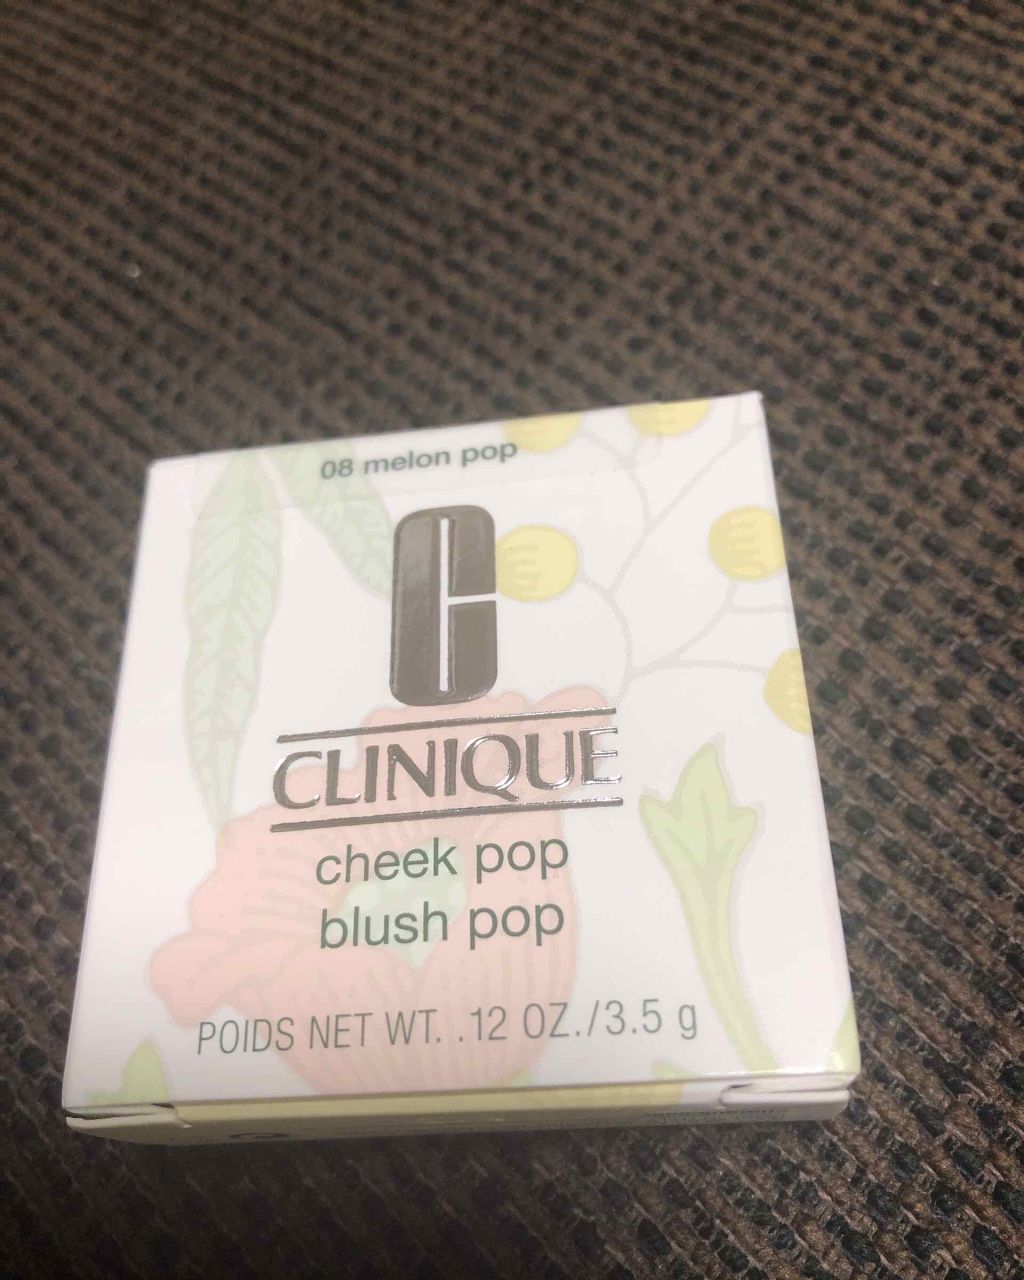 08 melon pop
C
CLINIQUE
cheek pop
blush pop
POIDS NET WT. .12 OZ./3.5 g